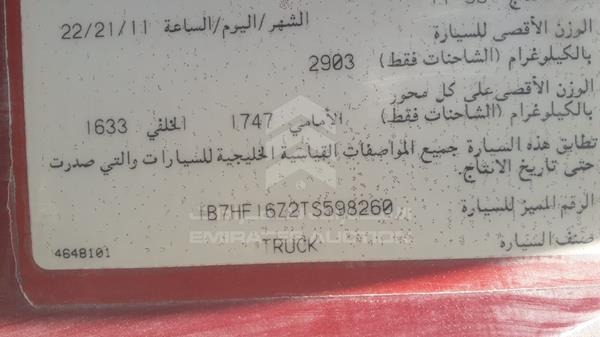 الشهر/اليوم/الساعة 22/21/11
الوزن الأقصى للسيارة
بالكيلوغرام (الشاحنات فقط) 2903
الوزن الأقصى على كل محور
بالكيلوغرام (الشاحنات فقط) الأمامي 1747 الخلفي 1633
تطابق هذه السيارة جميع المواصفات القياسية الخليجية للسيارات والتي صدرت
حتى تاريخ الانتاج.
الرقم المميز للسيارة 1B7HF16Z2TS598260
EMIRATES AUCTION
صنف السيارة TRUCK
4648101